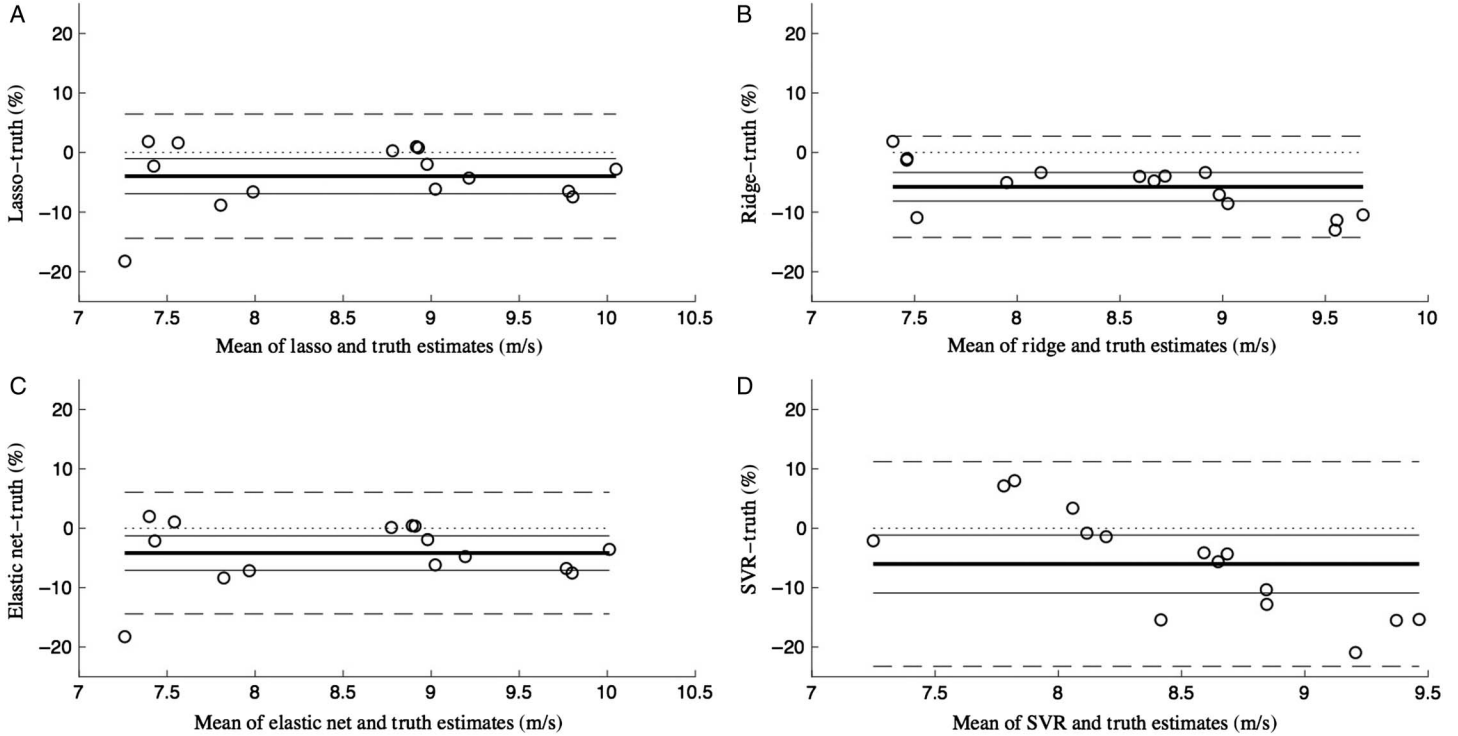 A
Lasso−truth (%)
20
10
0
−10
−20
7 7.5 8 8.5 9 9.5 10 10.5
Mean of lasso and truth estimates (m/s)
B
Ridge−truth (%)
20
10
0
−10
−20
7 7.5 8 8.5 9 9.5 10
Mean of ridge and truth estimates (m/s)
C
Elastic net−truth (%)
20
10
0
−10
−20
7 7.5 8 8.5 9 9.5 10 10.5
Mean of elastic net and truth estimates (m/s)
D
SVR−truth (%)
20
10
0
−10
−20
7 7.5 8 8.5 9 9.5
Mean of SVR and truth estimates (m/s)